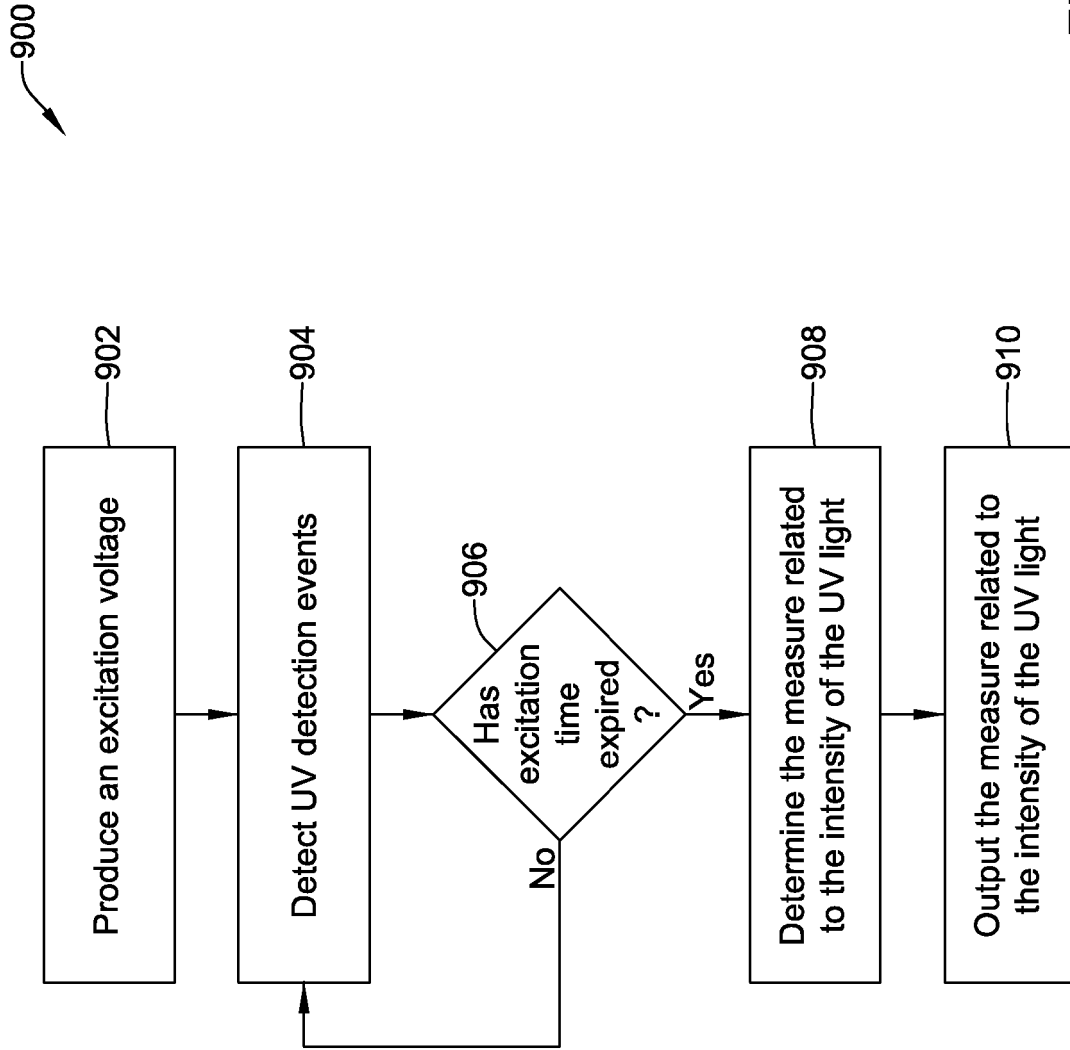 900
Produce an excitation voltage
902
Detect UV detection events
904
Has
excitation
time
expired
?
906
No
Yes
Determine the measure related
to the intensity of the UV light
908
Output the measure related to
the intensity of the UV light
910